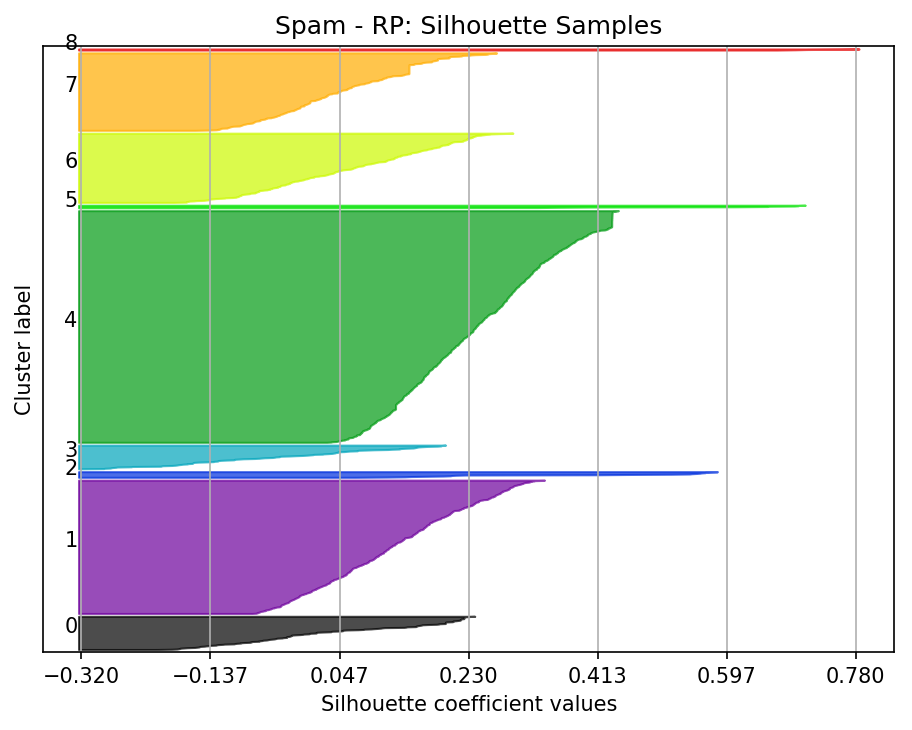 Spam - RP: Silhouette Samples
8
7
6
5
4
3
2
1
0
Cluster label
−0.320 −0.137 0.047 0.230 0.413 0.597 0.780
Silhouette coefficient values